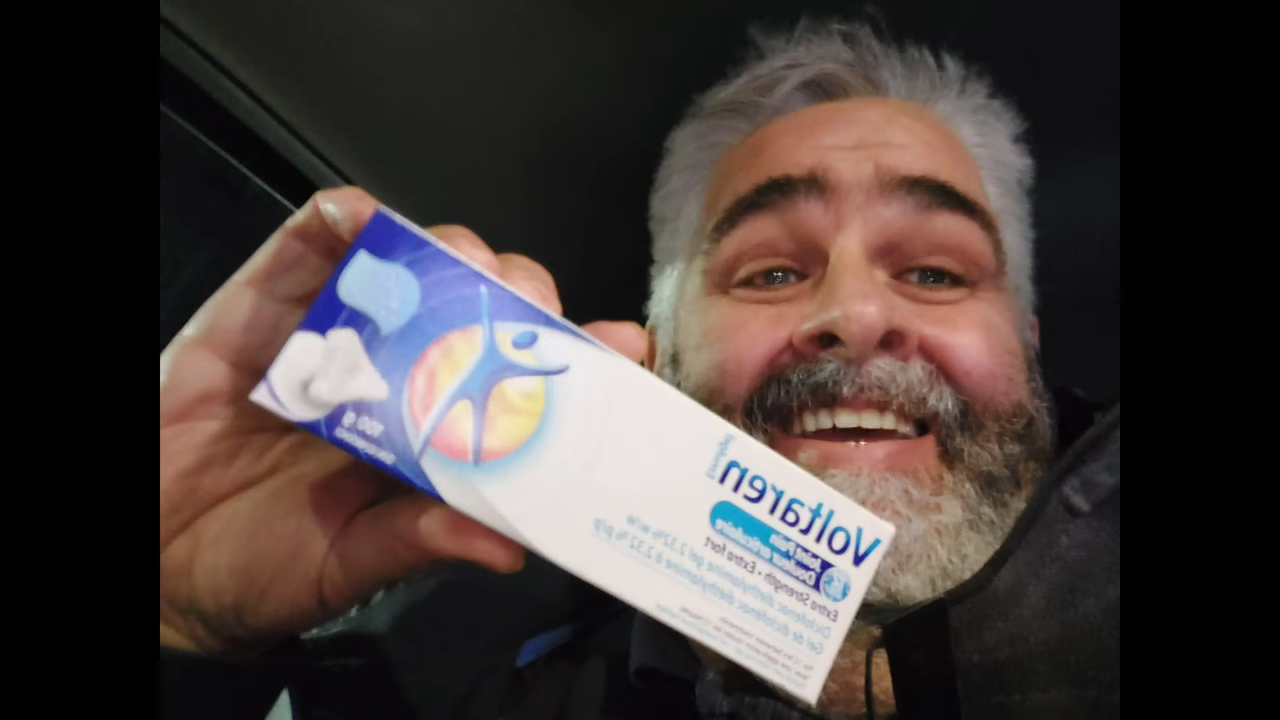 Voltaren
Emulgel
Joint Pain
Douleur articulaire
Extra Strength • Extra Fort
Diclofenac diethylamine gel 2.32% w/w
Gel de diclofénac diéthylamine à 2,32 % p/p
100 g